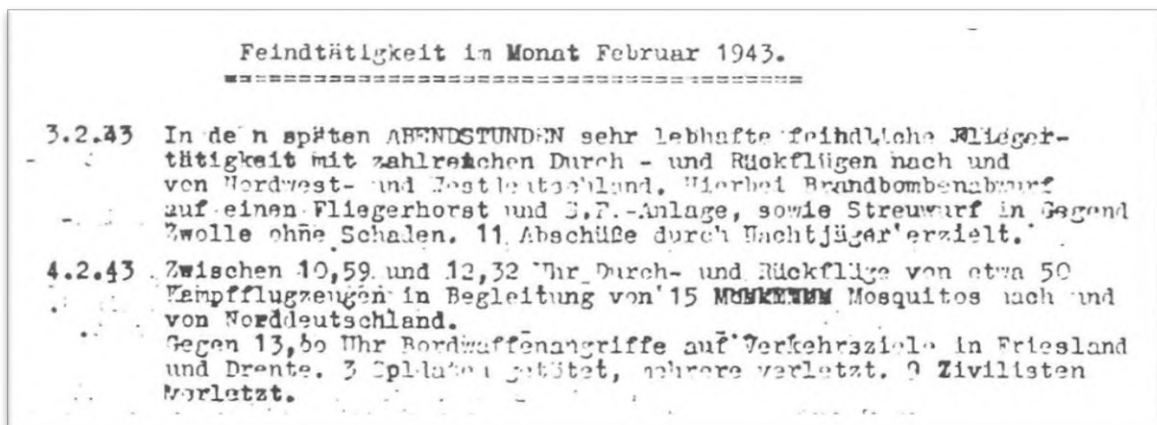 Feindtätigkeit im Monat Februar 1943.
3.2.43 In de n späten ABENDSTUNDEN sehr lebhafte feindliche Flieger-
tätigkeit mit zahlreichen Durch - und Rückflügen nach und
von Nordwest- und Westdeutschland. Hierbei Brandbombenabwurf
auf einen Fliegerhorst und S.F.-Anlage, sowie Streuwurf in Gegend
Zwolle ohne Schaden. 11 Abschüße durch Nachtjäger erzielt.
4.2.43 Zwischen 10,59 und 12,32 Uhr Durch- und Rückflüge von etwa 50
Kampfflugzeugen in Begleitung von 15 Mosquitos nach und
von Norddeutschland.
Gegen Uhr Bordwaffenangriffe auf Verkehrsziele in Friesland
und Drente. 3 getötet, mehrere verletzt. 9 Zivilisten
verletzt.